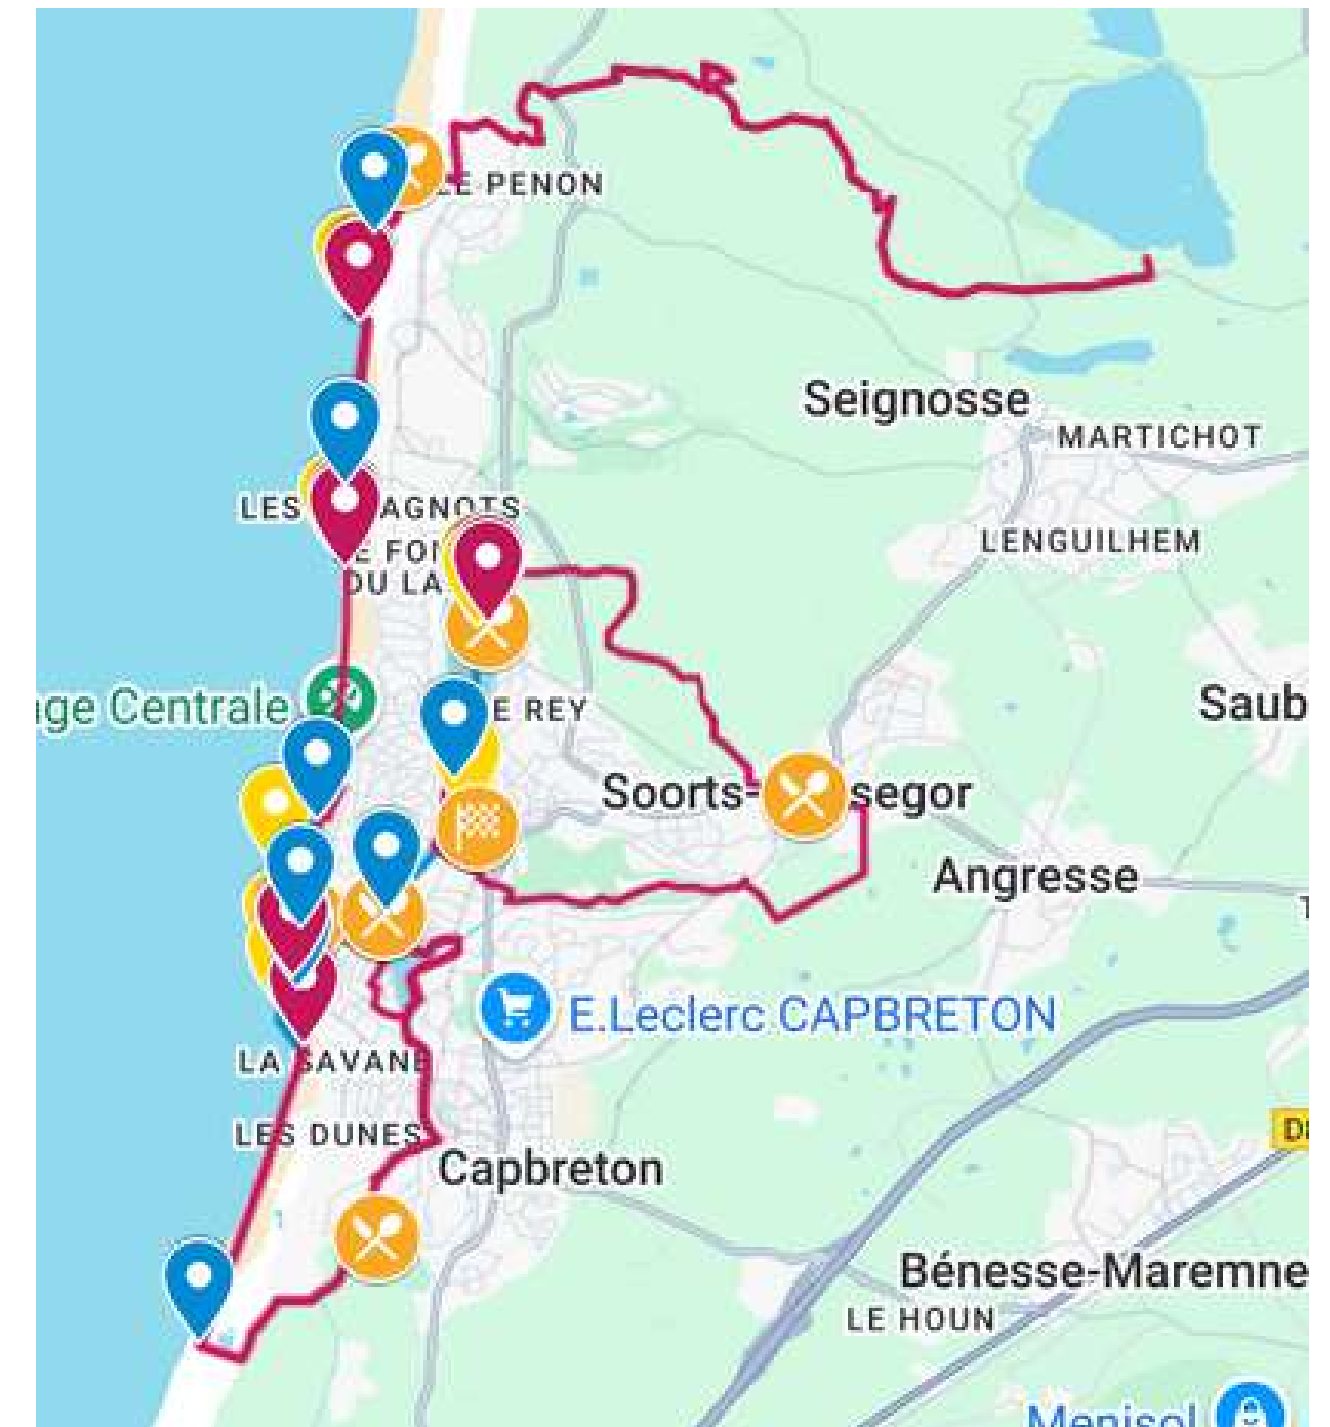 LE PENON
Seignosse
MARTICHOT
LES AGNOTS
LENGUILHEM
DU LA
age Centrale
E REY
Saub
Soorts- segor
Angresse
E.Leclerc CAPBRETON
LA SAVANE
LES DUNES
Capbreton
Bénesse-Maremne
LE HOUN
Menisol